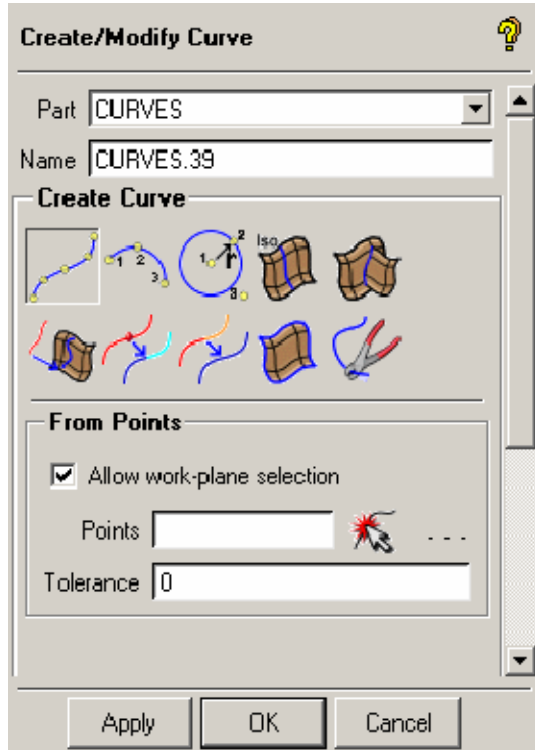 Create/Modify Curve
Part CURVES
Name CURVES.39
Create Curve
1 2 3
1 2 r 3
Iso
From Points
Allow work-plane selection
Points
. . .
Tolerance 0
Apply OK Cancel